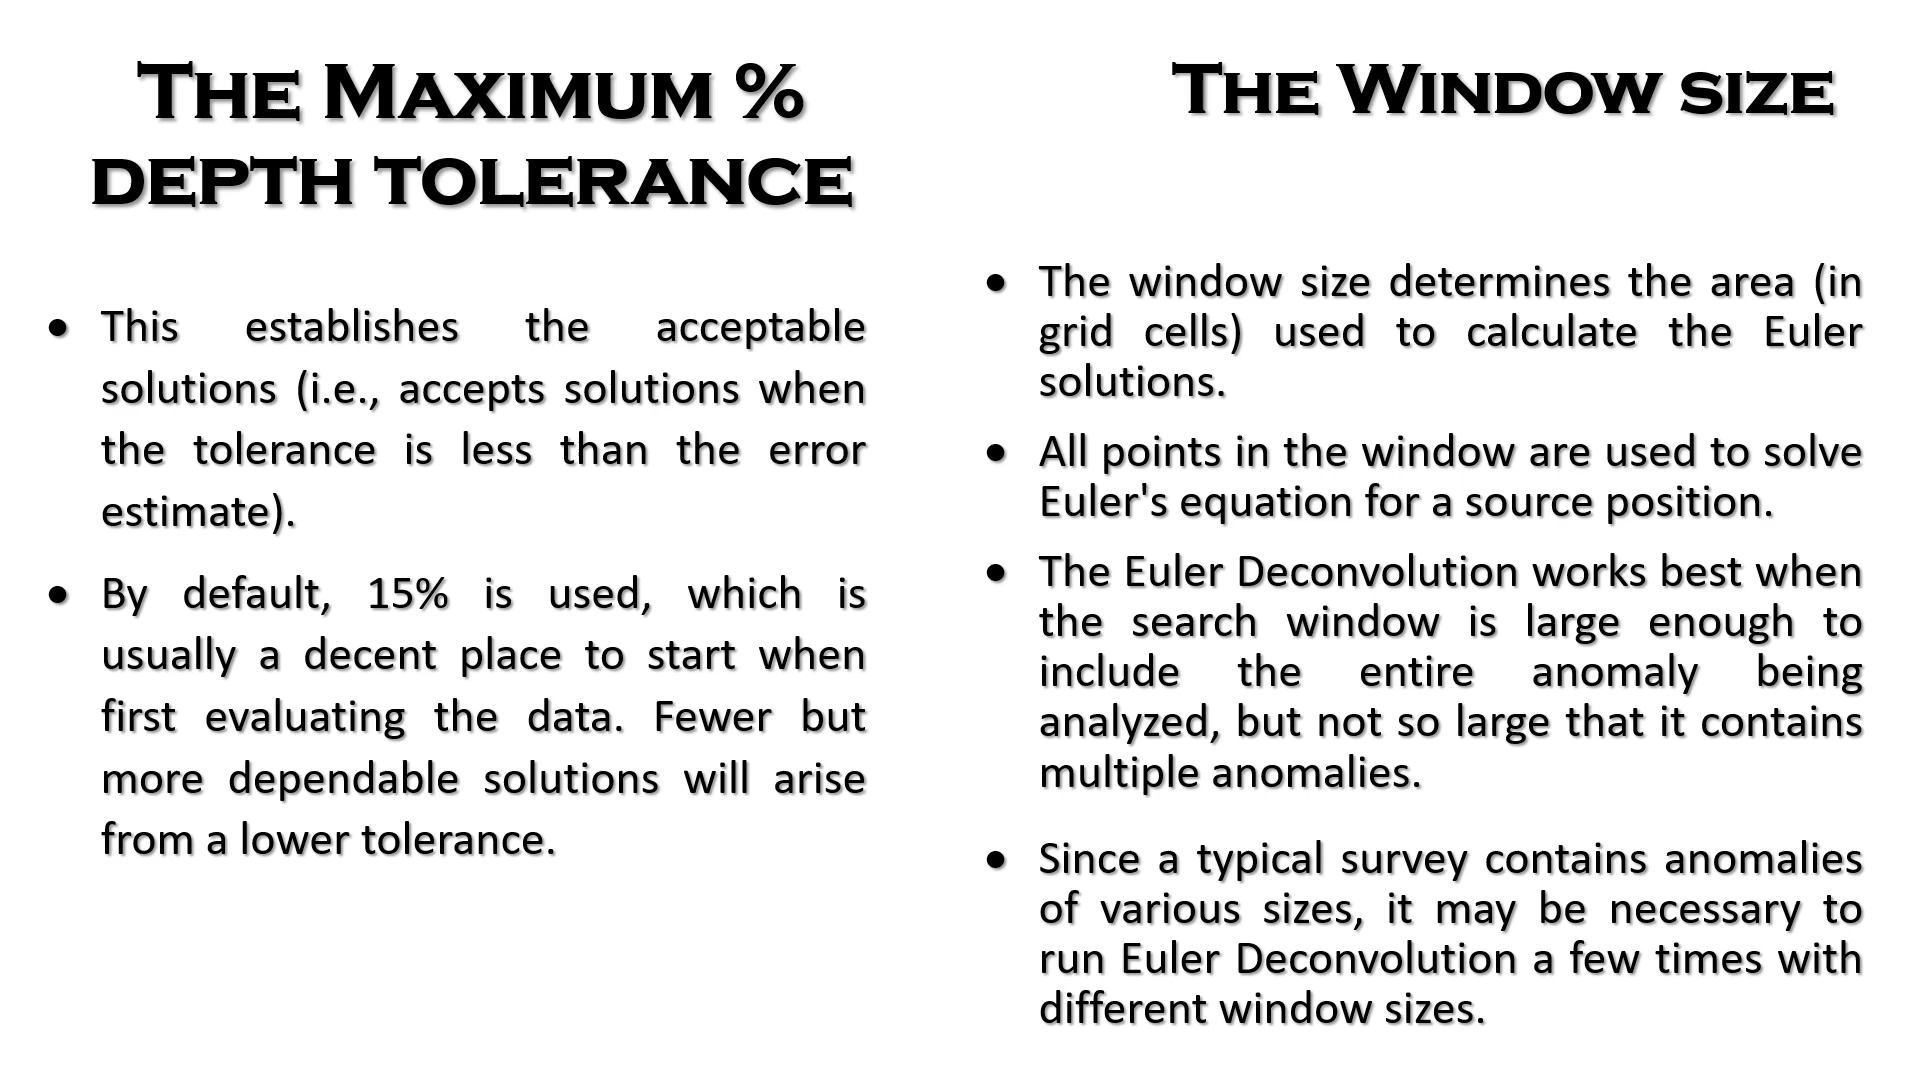 The Maximum %
depth tolerance
This establishes the acceptable
solutions (i.e., accepts solutions when
the tolerance is less than the error
estimate).
By default, 15% is used, which is
usually a decent place to start when
first evaluating the data. Fewer but
more dependable solutions will arise
from a lower tolerance.
The Window size
The window size determines the area (in
grid cells) used to calculate the Euler
solutions.
All points in the window are used to solve
Euler's equation for a source position.
The Euler Deconvolution works best when
the search window is large enough to
include the entire anomaly being
analyzed, but not so large that it contains
multiple anomalies.
Since a typical survey contains anomalies
of various sizes, it may be necessary to
run Euler Deconvolution a few times with
different window sizes.